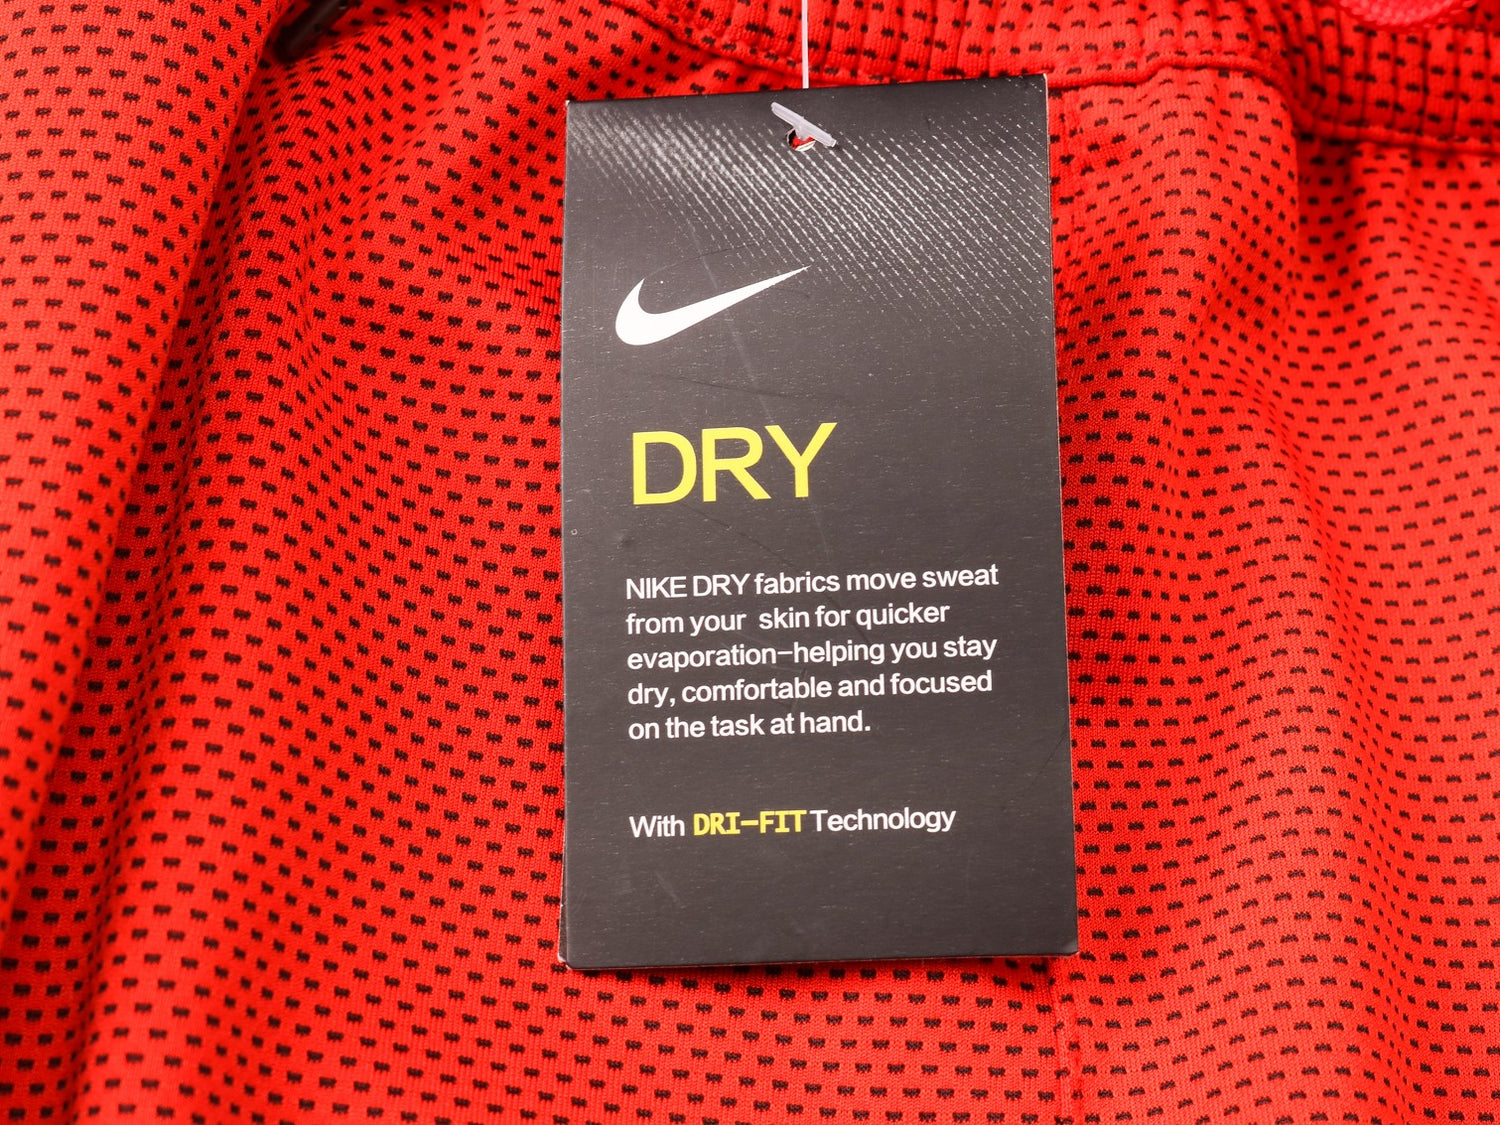 DRY
NIKE DRY fabrics move sweat
from your skin for quicker
evaporation–helping you stay
dry, comfortable and focused
on the task at hand.
With DRI–FIT Technology